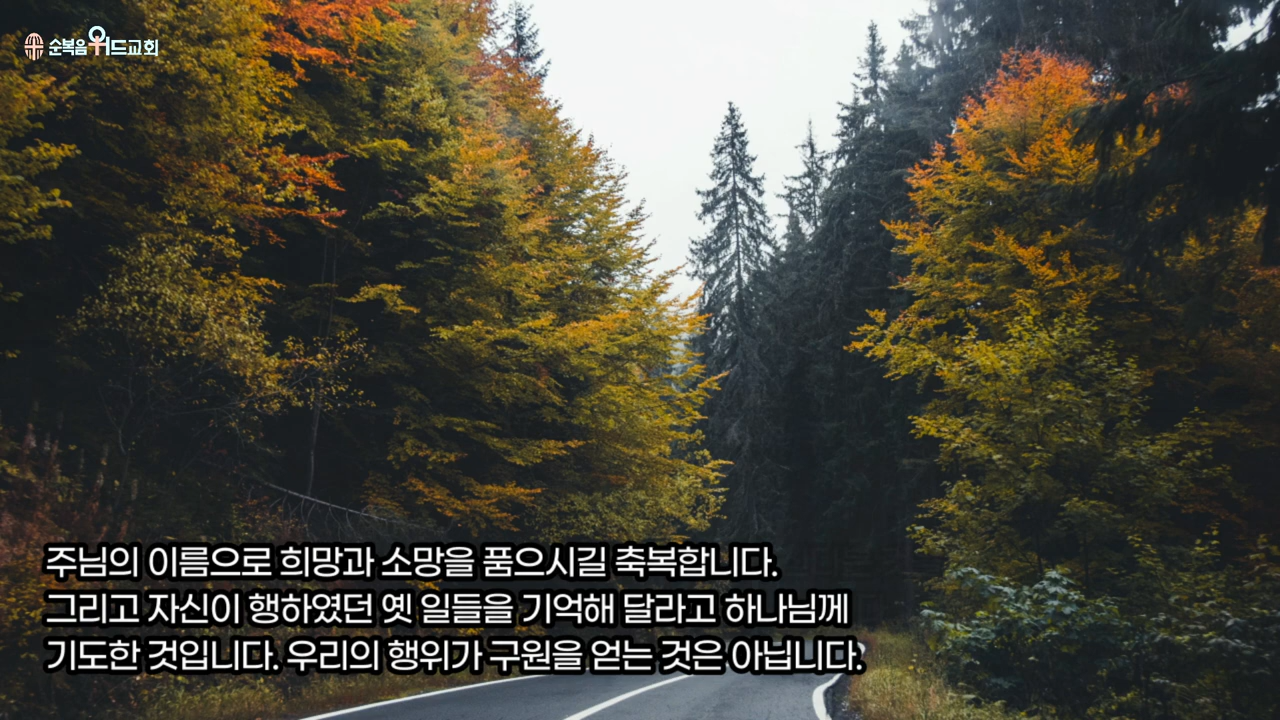 순복음위드교회
주님의 이름으로 희망과 소망을 품으시길 축복합니다.
그리고 자신이 행하였던 옛 일들을 기억해 달라고 하나님께
기도한 것입니다. 우리의 행위가 구원을 얻는 것은 아닙니다.